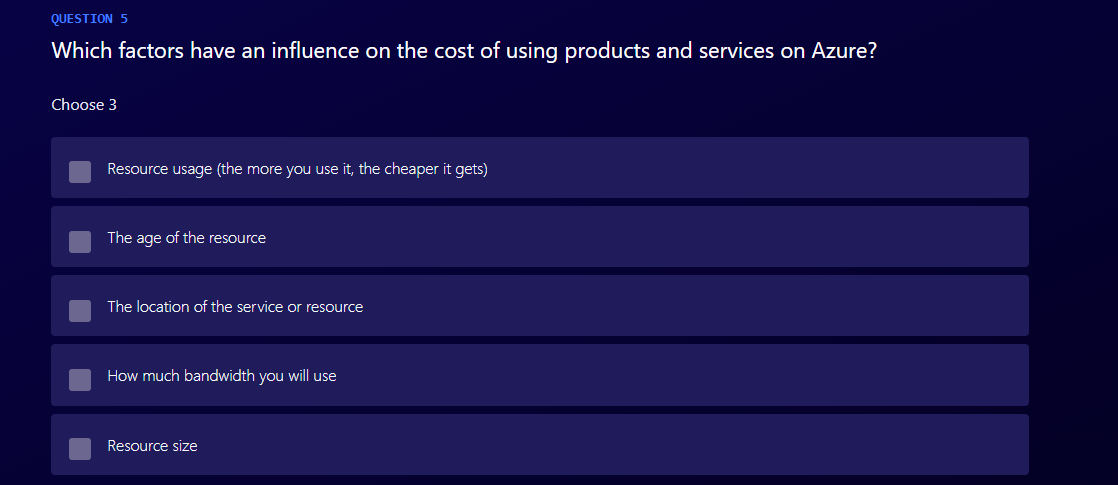 QUESTION 5
Which factors have an influence on the cost of using products and services on Azure?
Choose 3
Resource usage (the more you use it, the cheaper it gets)
The age of the resource
The location of the service or resource
How much bandwidth you will use
Resource size